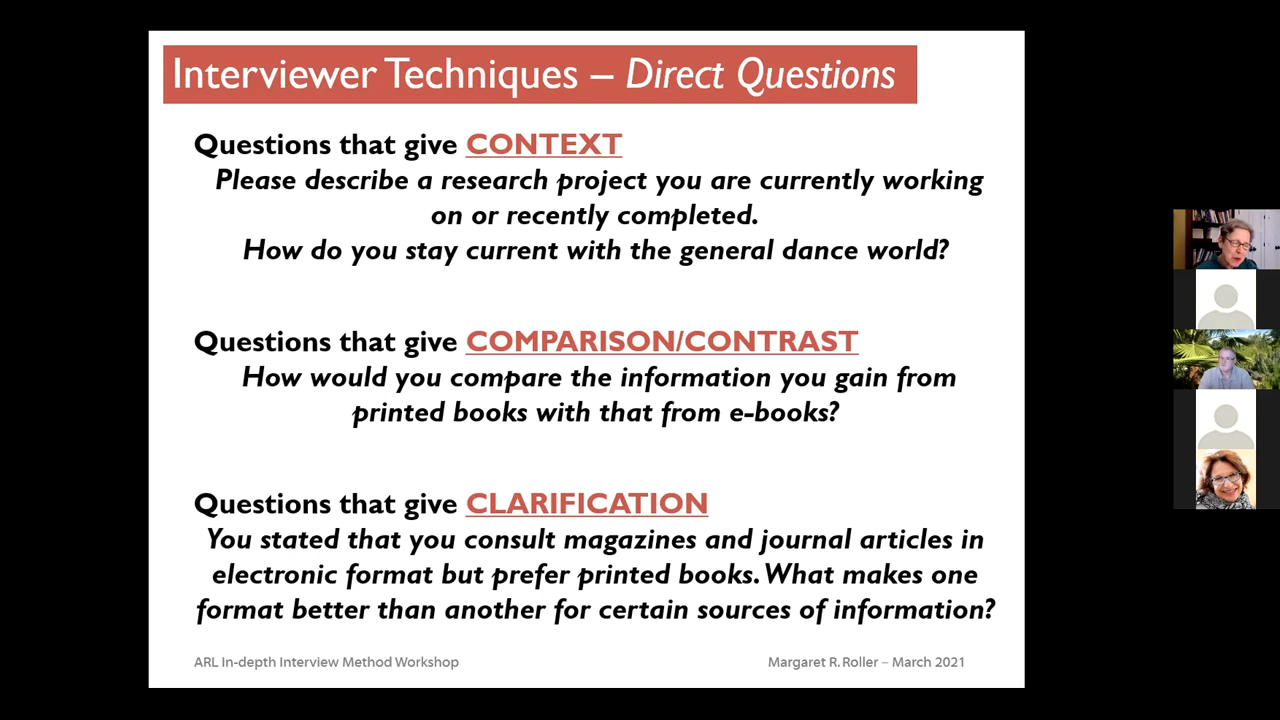 Interviewer Techniques – Direct Questions
Questions that give CONTEXT
Please describe a research project you are currently working
on or recently completed.
How do you stay current with the general dance world?
Questions that give COMPARISON/CONTRAST
How would you compare the information you gain from
printed books with that from e-books?
Questions that give CLARIFICATION
You stated that you consult magazines and journal articles in
electronic format but prefer printed books. What makes one
format better than another for certain sources of information?
ARL In-depth Interview Method Workshop
Margaret R. Roller – March 2021